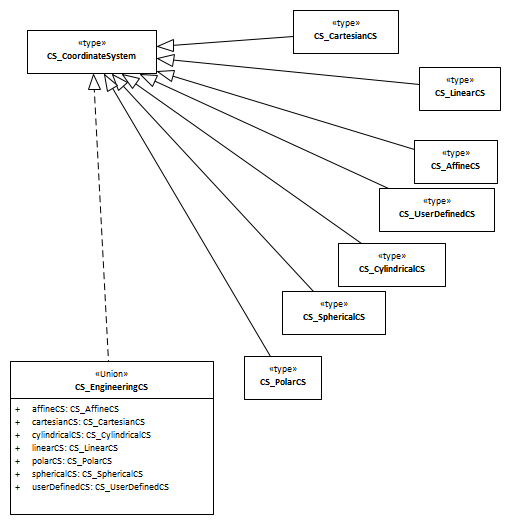 «type»
CS_CartesianCS
«type»
CS_CoordinateSystem
«type»
CS_LinearCS
«type»
CS_AffineCS
«type»
CS_UserDefinedCS
«type»
CS_CylindricalCS
«type»
CS_SphericalCS
«type»
CS_PolarCS
«Union»
CS_EngineeringCS
+ affineCS: CS_AffineCS
+ cartesianCS: CS_CartesianCS
+ cylindricalCS: CS_CylindricalCS
+ linearCS: CS_LinearCS
+ polarCS: CS_PolarCS
+ sphericalCS: CS_SphericalCS
+ userDefinedCS: CS_UserDefinedCS